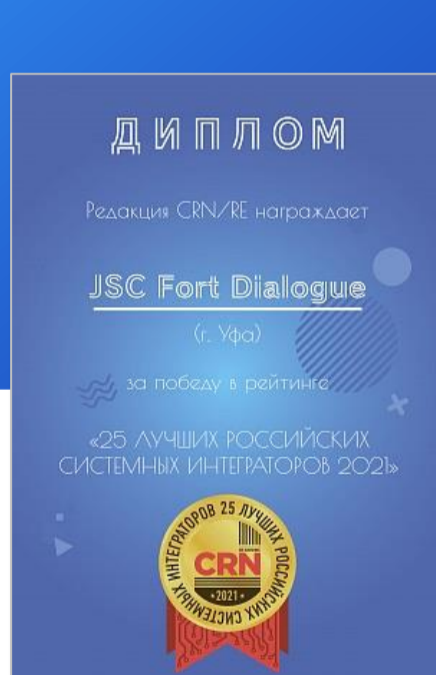 ДИПЛОМ
Редакция CRN/RE награждает
JSC Fort Dialogue
(г. Уфа)
за победу в рейтинге
«25 ЛУЧШИХ РОССИЙСКИХ
СИСТЕМНЫХ ИНТЕГРАТОРОВ 2021»
25 ЛУЧШИХ РОССИЙСКИХ СИСТЕМНЫХ ИНТЕГРАТОРОВ
CRN
•2021•